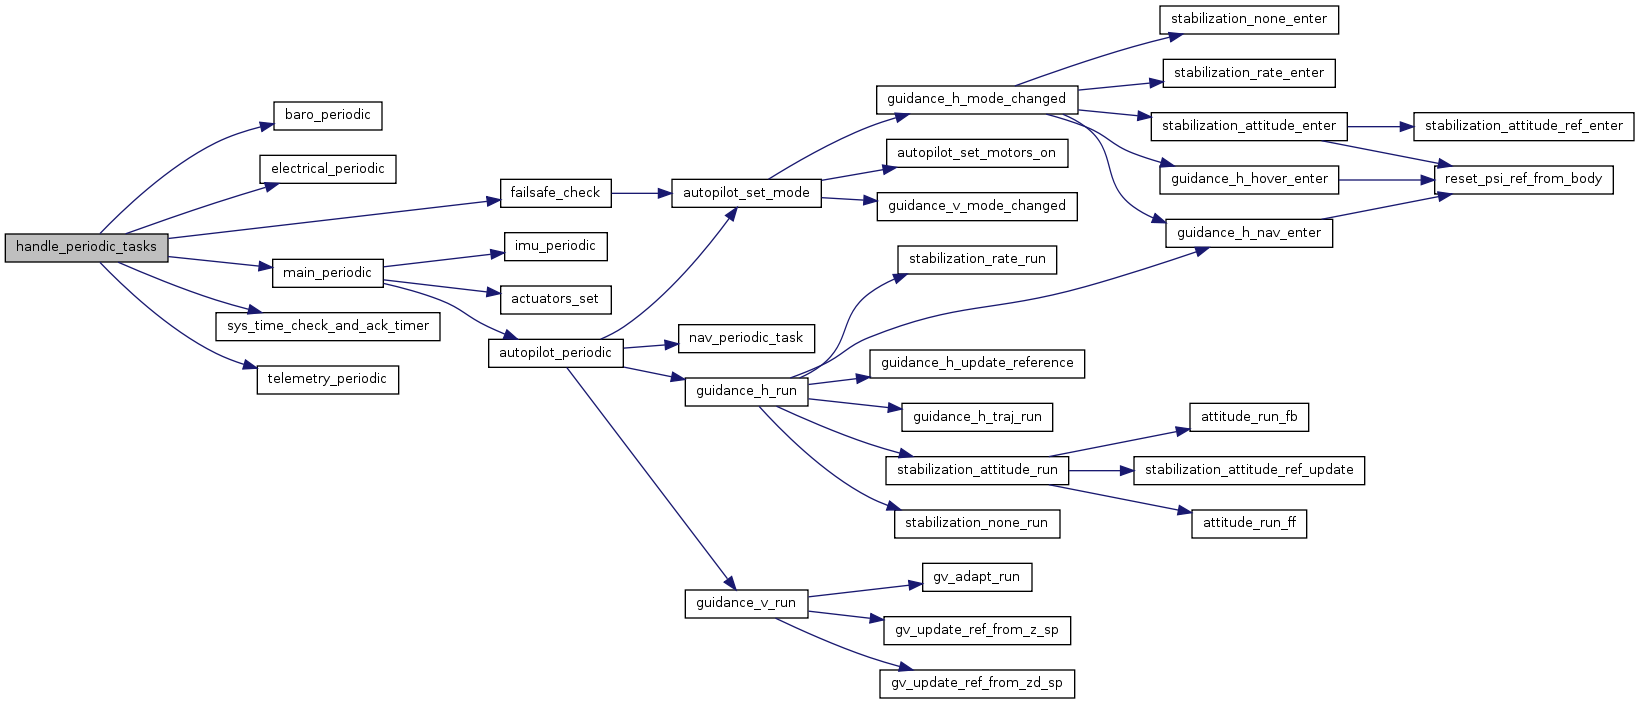 handle_periodic_tasks
baro_periodic
electrical_periodic
failsafe_check
main_periodic
sys_time_check_and_ack_timer
telemetry_periodic
imu_periodic
actuators_set
autopilot_periodic
autopilot_set_mode
nav_periodic_task
guidance_h_run
guidance_v_run
guidance_h_mode_changed
autopilot_set_motors_on
guidance_v_mode_changed
stabilization_rate_run
guidance_h_update_reference
guidance_h_traj_run
stabilization_attitude_run
stabilization_none_run
gv_adapt_run
gv_update_ref_from_z_sp
gv_update_ref_from_zd_sp
stabilization_none_enter
stabilization_rate_enter
stabilization_attitude_enter
guidance_h_hover_enter
guidance_h_nav_enter
attitude_run_fb
stabilization_attitude_ref_update
attitude_run_ff
stabilization_attitude_ref_enter
reset_psi_ref_from_body